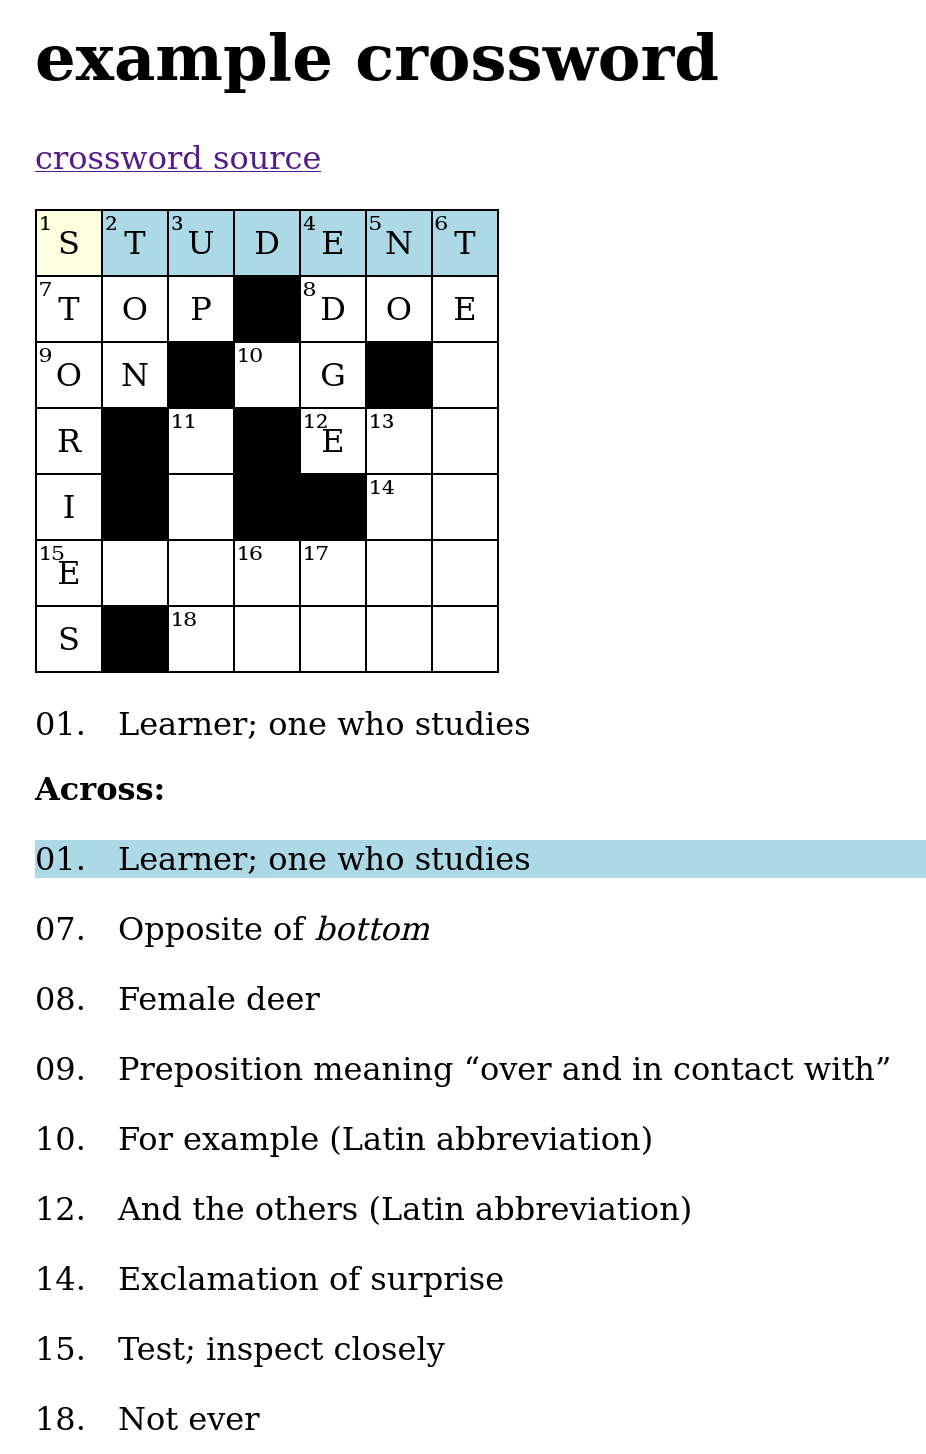 example crossword
crossword source
1 S 2 T 3 U D 4 E 5 N 6 T
7 T O P 8 D O E
9 O N 10 G
R 11 12 E 13
I 14
15 E 16 17
S 18
01. Learner; one who studies
Across:
01. Learner; one who studies
07. Opposite of bottom
08. Female deer
09. Preposition meaning “over and in contact with”
10. For example (Latin abbreviation)
12. And the others (Latin abbreviation)
14. Exclamation of surprise
15. Test; inspect closely
18. Not ever